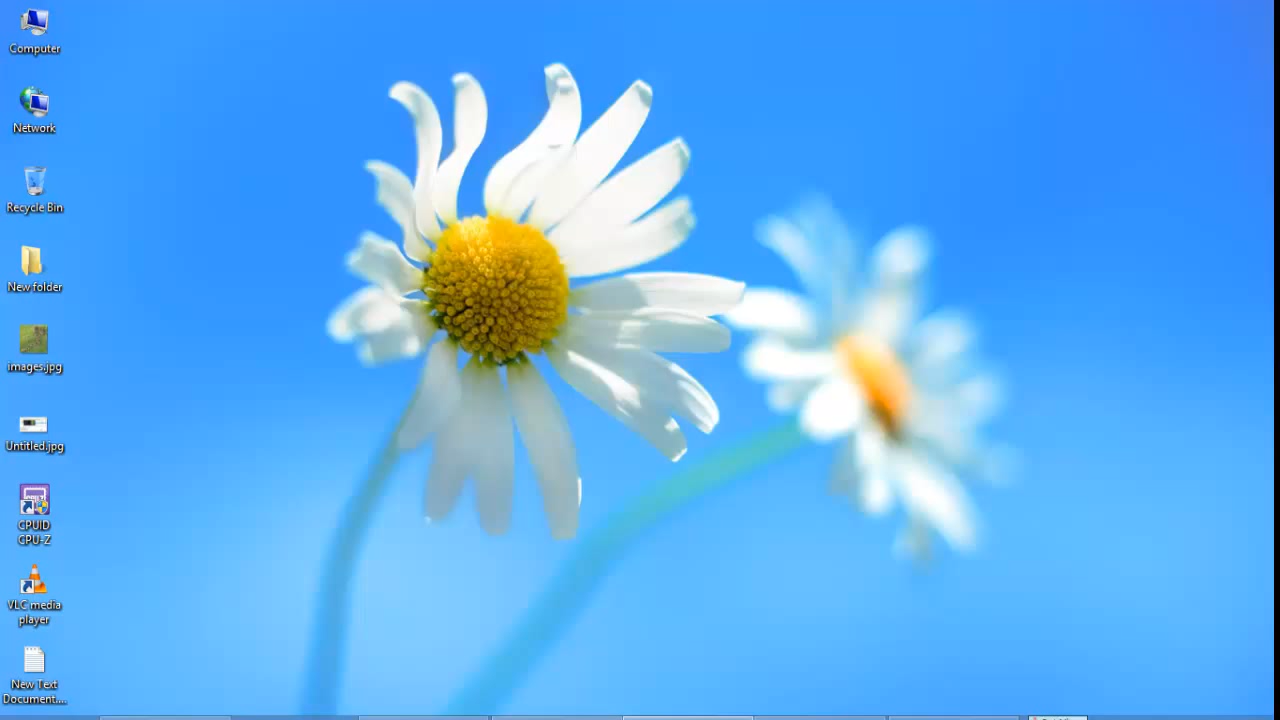 Computer
Network
Recycle Bin
New folder
images.jpg
Untitled.jpg
CPUID
CPU-Z
VLC media
player
New Text
Document....